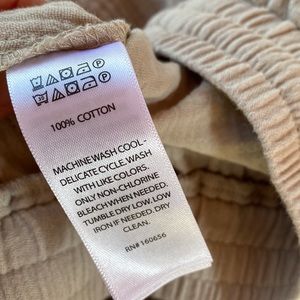 100% COTTON
MACHINE WASH COOL -
DELICATE CYCLE. WASH
WITH LIKE COLORS.
ONLY NON-CHLORINE
BLEACH WHEN NEEDED.
TUMBLE DRY LOW. LOW
IRON IF NEEDED. DRY
CLEAN.
RN# 160656